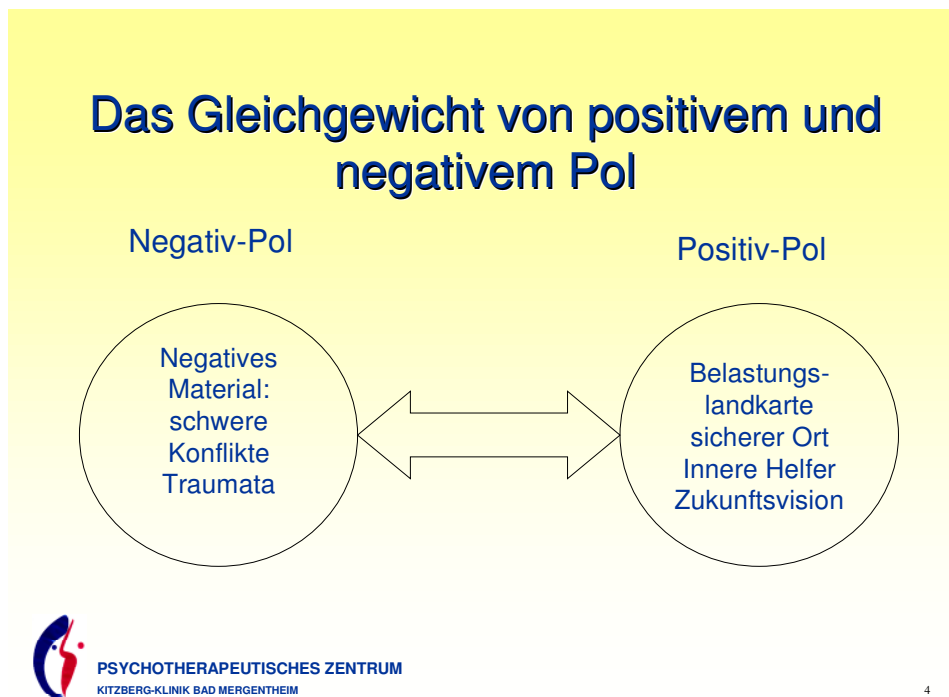 Das Gleichgewicht von positivem und
negativem Pol
Negativ-Pol
Positiv-Pol
Negatives
Material:
schwere
Konflikte
Traumata
Belastungs-
landkarte
sicherer Ort
Innere Helfer
Zukunftsvision
PSYCHOTHERAPEUTISCHES ZENTRUM
KITZBERG-KLINIK BAD MERGENTHEIM
4